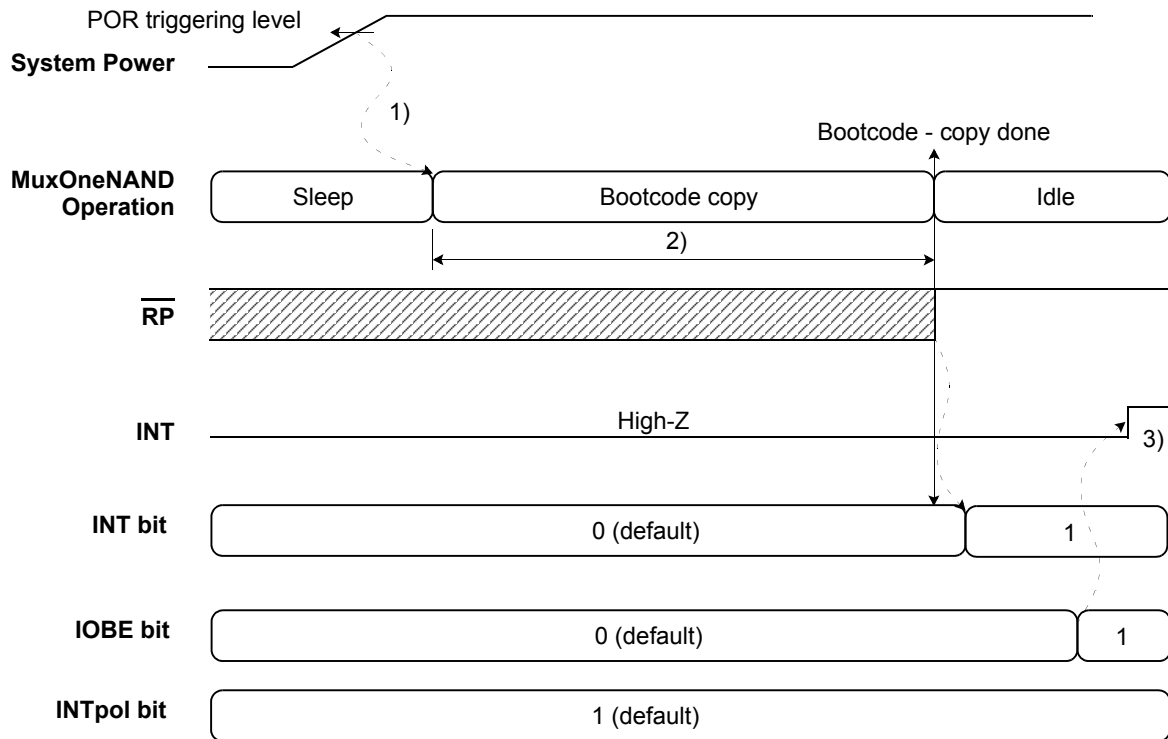 POR triggering level
System Power
1)
Bootcode - copy done
MuxOneNAND
Operation
Sleep
Bootcode copy
Idle
2)
RP
INT
High-Z
3)
INT bit
0 (default)
1
IOBE bit
0 (default)
1
INTpol bit
1 (default)